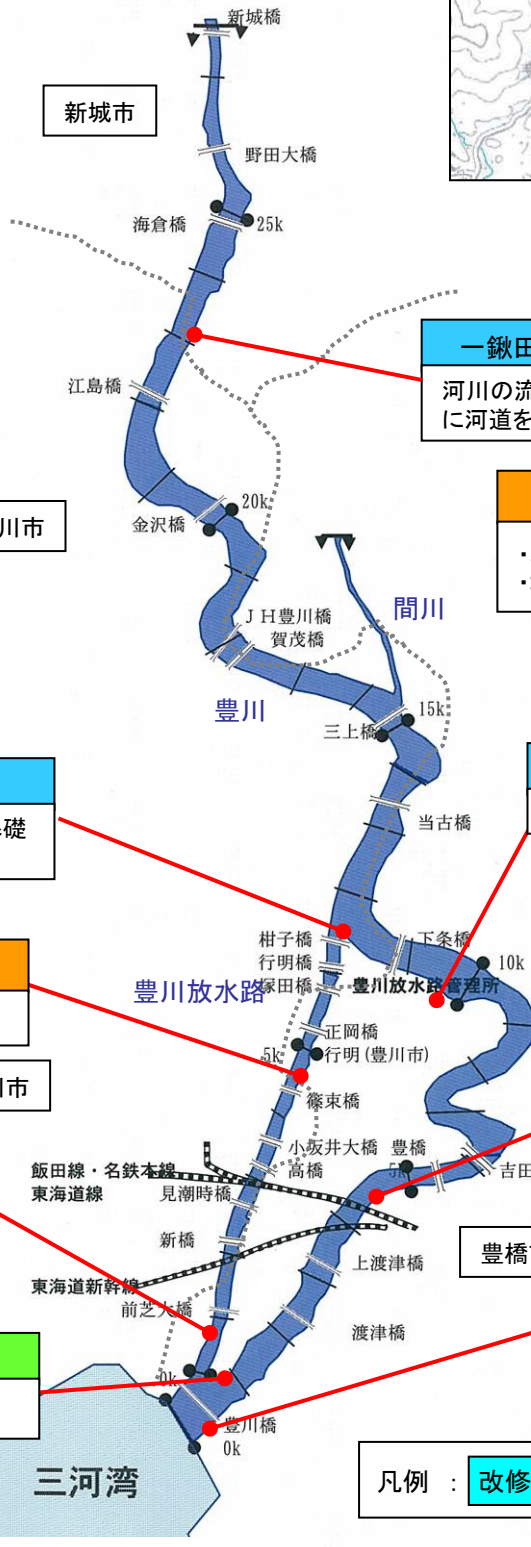 新城橋
新城市
野田大橋
海倉橋
25k
一鍬田
河川の流
に河道を
江島橋
20k
川市
金沢橋
・
・
JH豊川橋
賀茂橋
間川
豊川
15k
三上橋
当古橋
礎
柑子橋
下条橋
行明橋
10k
豊川放水路
塚田橋
豊川放水路管理所
正岡橋
5k
行明(豊川市)
川市
篠束橋
小坂井大橋
豊橋
飯田線・名鉄本線
高橋
5k
吉田
東海道線
見潮時橋
新橋
豊橋
上渡津橋
東海道新幹線
前芝大橋
渡津橋
0k
豊川橋
0k
三河湾
凡例 : 改修